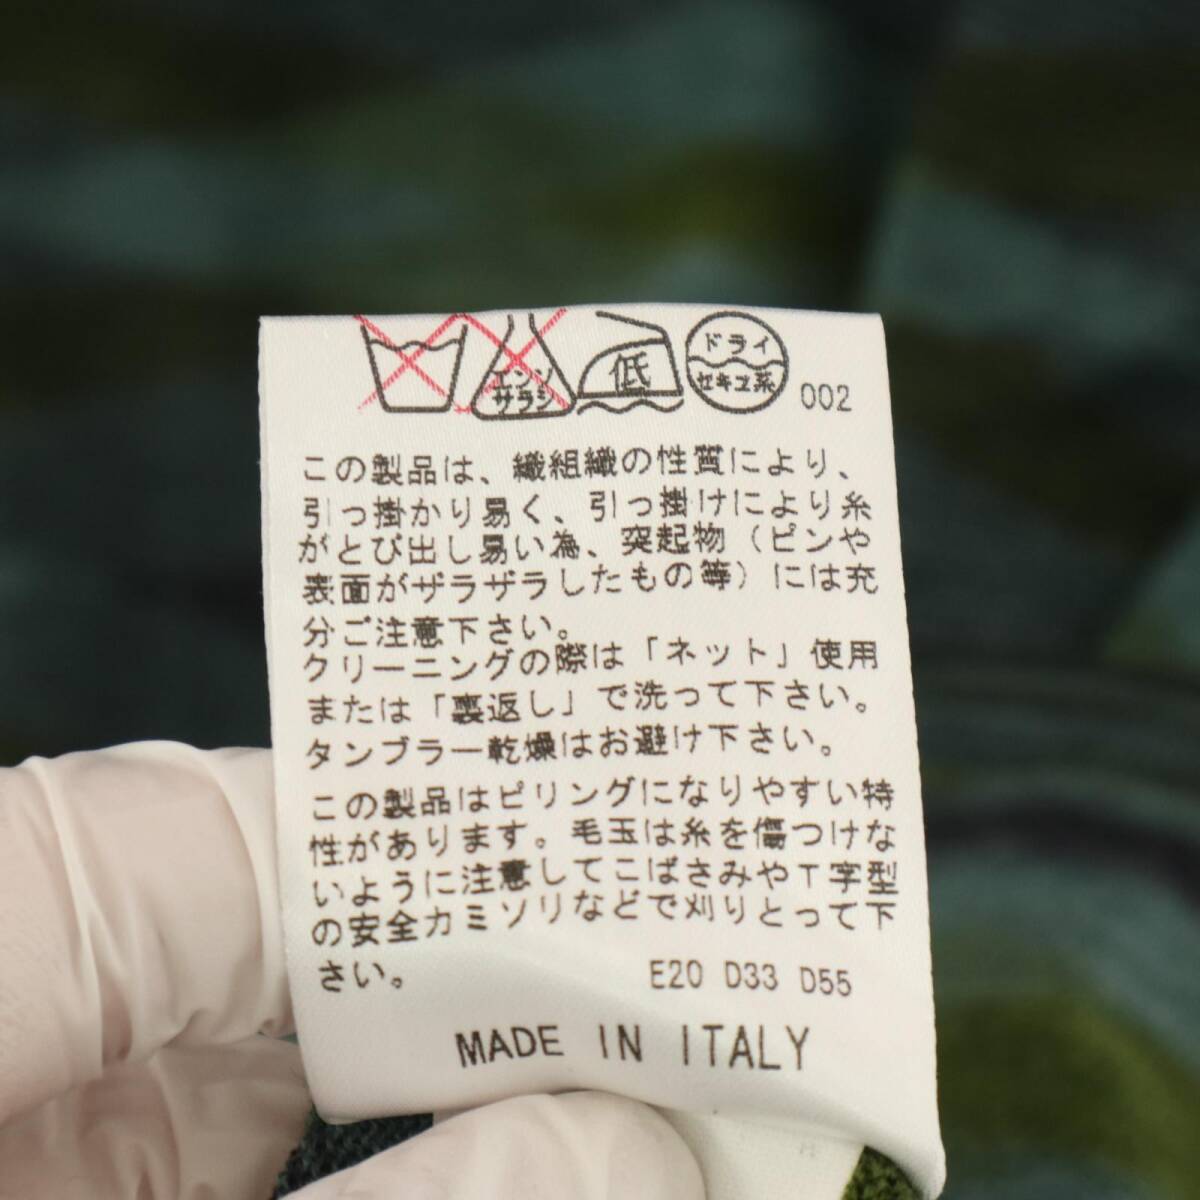 エンソ
サラシ
低
ドライ
セキユ系
002
この製品は、繊組織の性質により、
引っ掛かり易く、引っ掛けにより糸
がとび出し易い為、突起物（ピンや
表面がザラザラしたもの等）には充
分ご注意下さい。
クリーニングの際は「ネット」使用
または「裏返し」で洗って下さい。
タンブラー乾燥はお避け下さい。
この製品はピリングになりやすい特
性があります。毛玉は糸を傷つけな
いように注意してこばさみやT字型
の安全カミソリなどで刈りとって下
さい。
E20 D33 D55
MADE IN ITALY